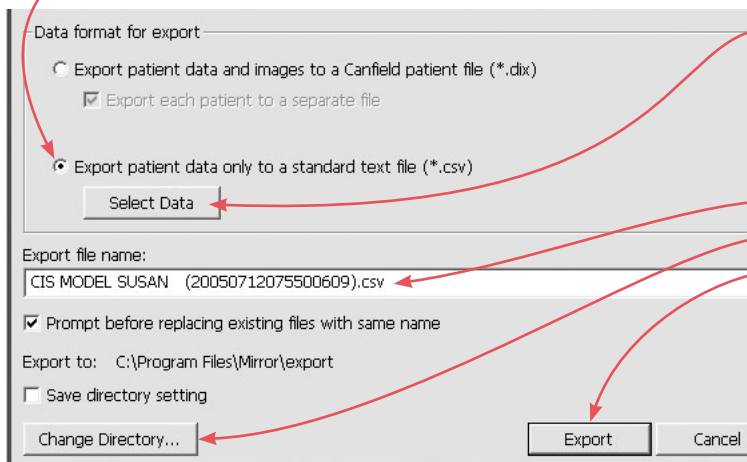 Data format for export
Export patient data and images to a Canfield patient file (*.dix)
Export each patient to a separate file
Export patient data only to a standard text file (*.csv)
Select Data
Export file name:
CIS MODEL SUSAN (20050712075500609).csv
Prompt before replacing existing files with same name
Export to: C:\Program Files\Mirror\export
Save directory setting
Change Directory... Export Cancel